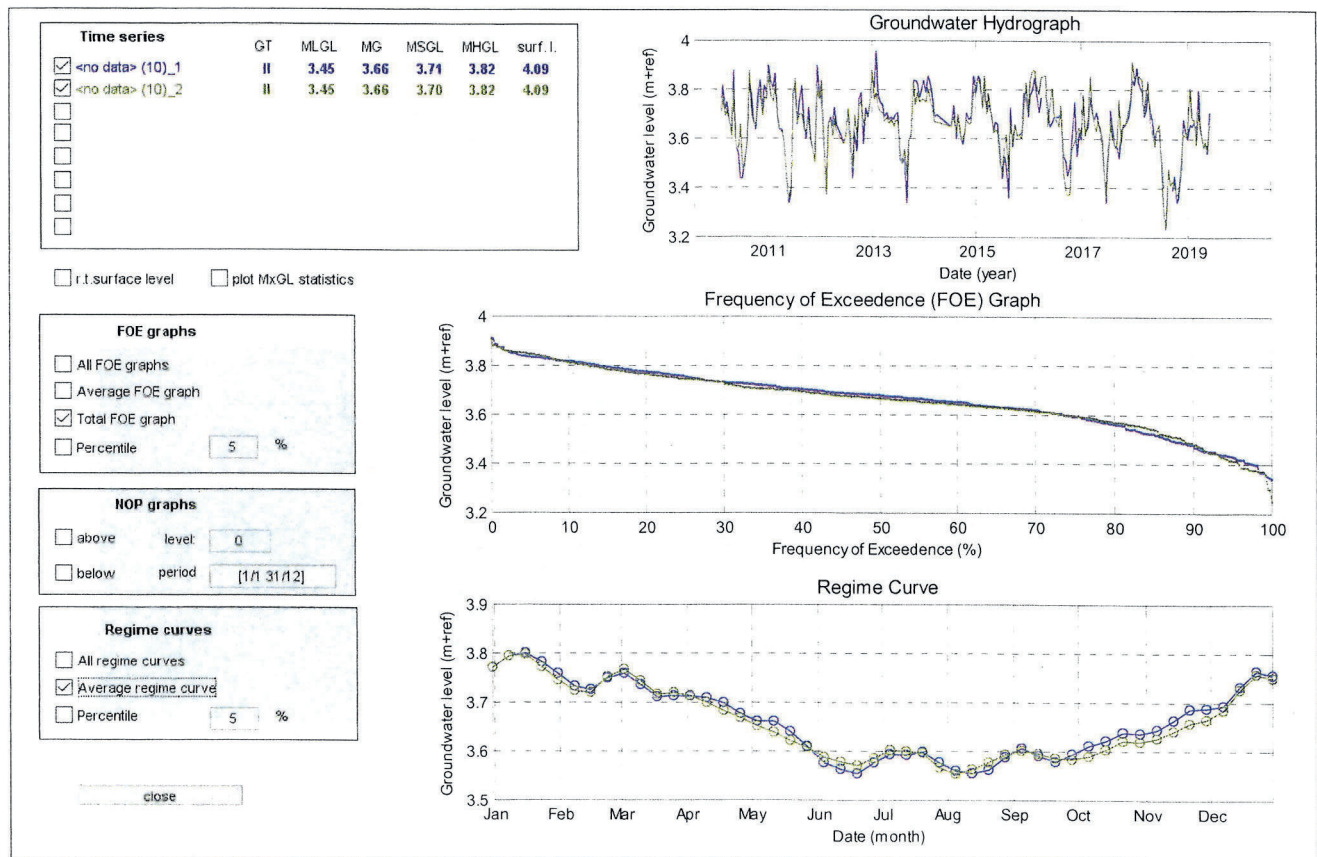 Time series GT MLGL MG MSGL MHGL surf. l.
<no data> (10)_1 II 3.45 3.66 3.71 3.82 4.09
<no data> (10)_2 II 3.45 3.66 3.70 3.82 4.09
r.t.surface level plot MxGL statistics
FOE graphs
All FOE graphs
Average FOE graph
Total FOE graph
Percentile 5 %
NOP graphs
above level: 0
below period [1/1 31/12]
Regime curves
All regime curves
Average regime curve
Percentile 5 %
close
Groundwater Hydrograph
Groundwater level (m+ref)
4
3.8
3.6
3.4
3.2
2011 2013 2015 2017 2019
Date (year)
Frequency of Exceedence (FOE) Graph
Groundwater level (m+ref)
4
3.8
3.6
3.4
3.2
0 10 20 30 40 50 60 70 80 90 100
Frequency of Exceedence (%)
Regime Curve
Groundwater level (m+ref)
3.9
3.8
3.7
3.6
3.5
Jan Feb Mar Apr May Jun Jul Aug Sep Oct Nov Dec
Date (month)